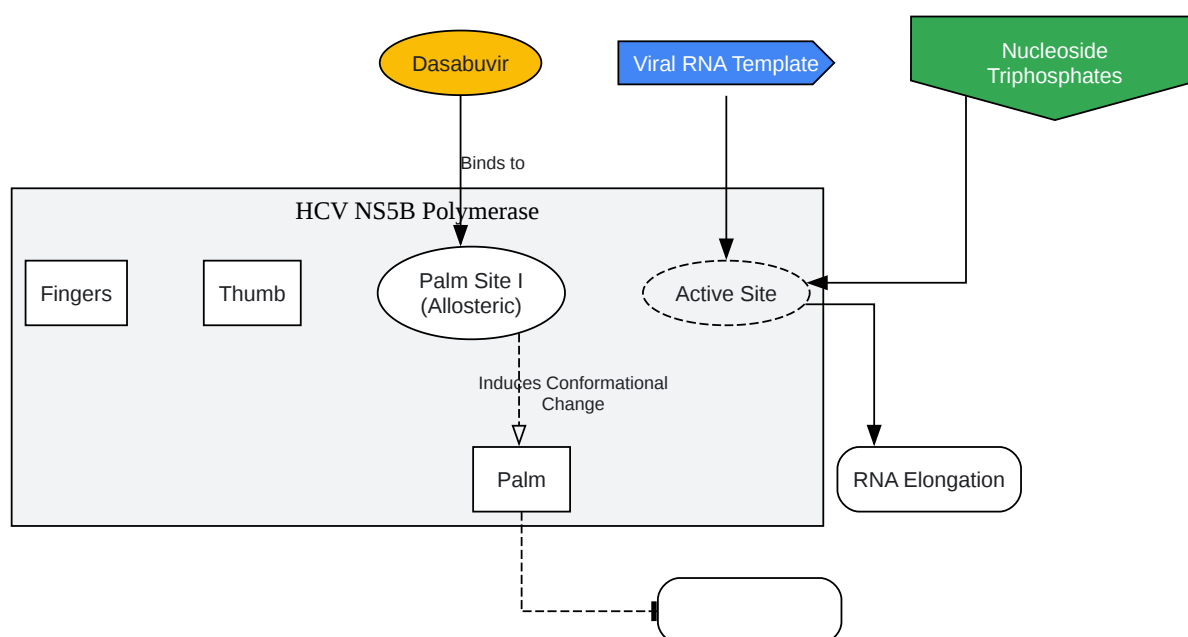 Nucleoside
Triphosphates
Dasabuvir
Viral RNA Template
Binds to
HCV NS5B Polymerase
Fingers
Thumb
Palm Site I
(Allosteric)
Active Site
Induces Conformational
Change
Palm
RNA Elongation